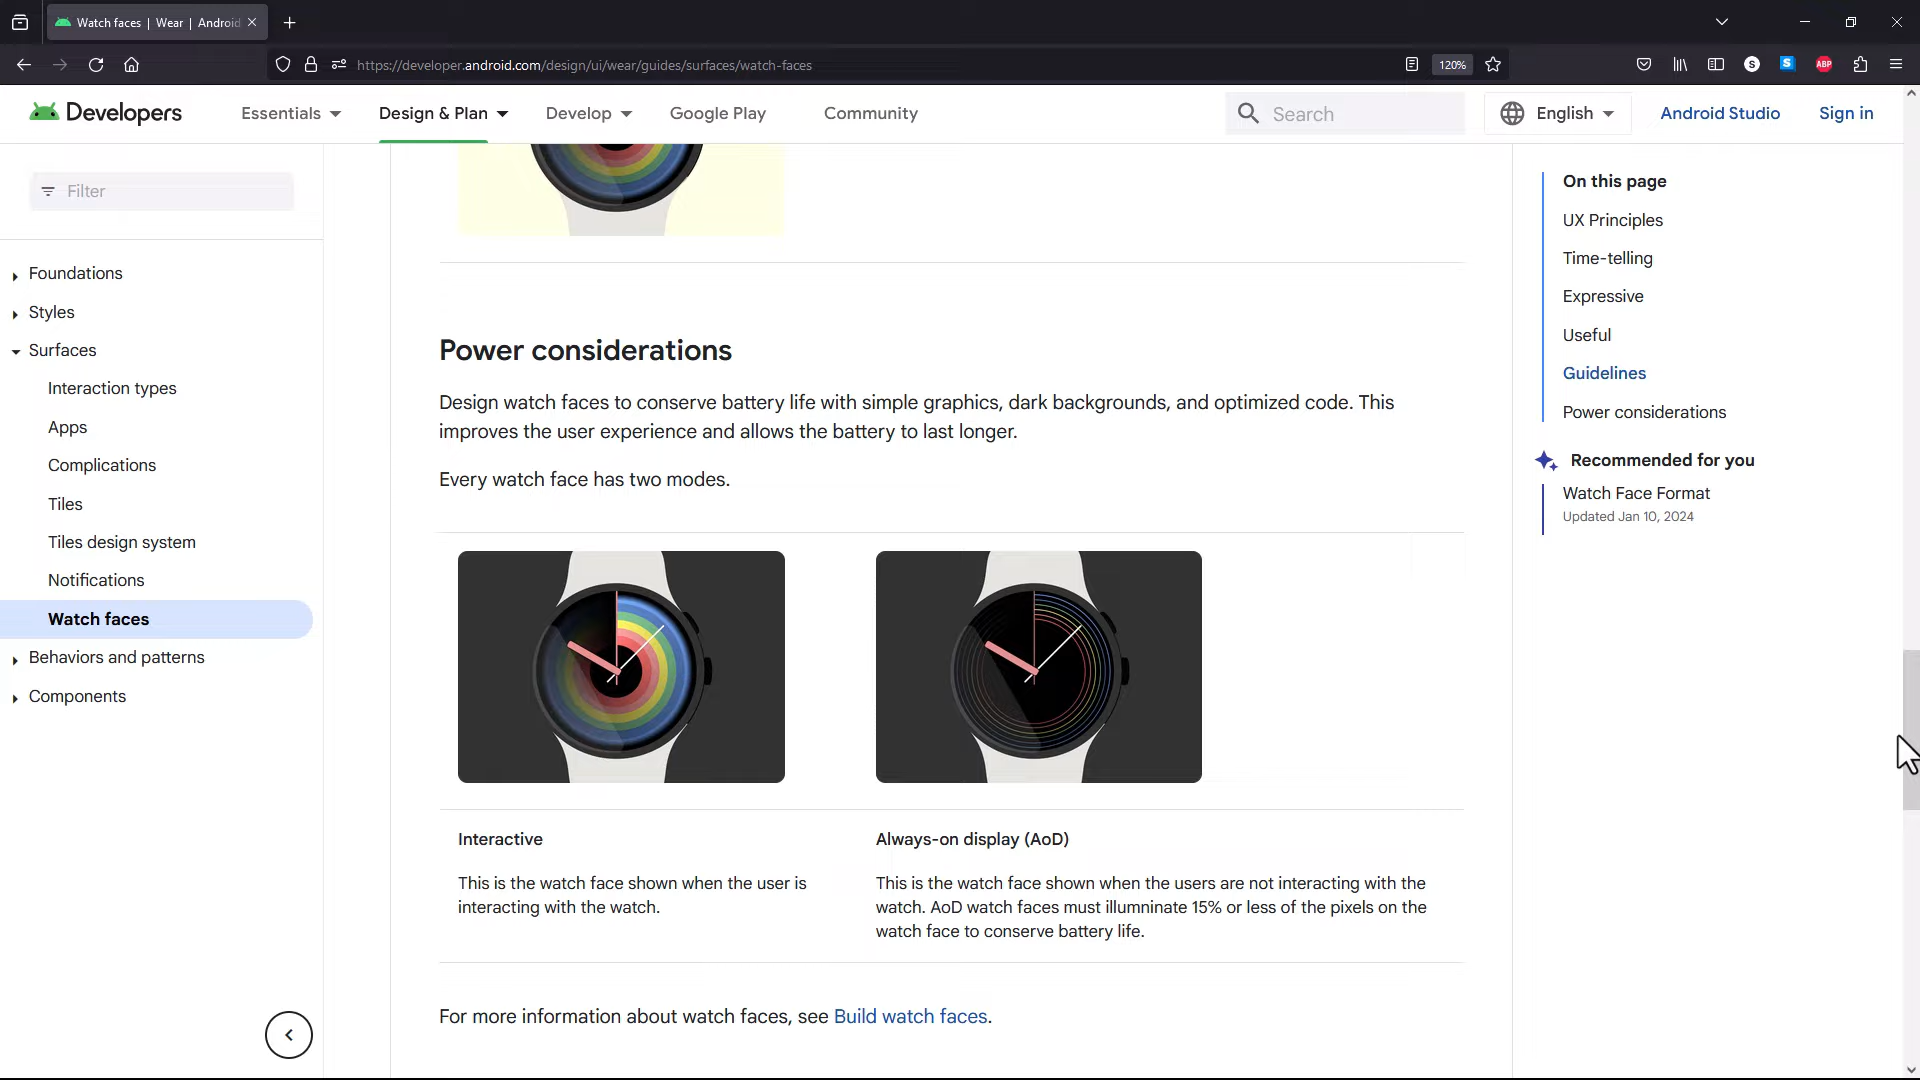 Watch faces | Wear | Android
https://developer.android.com/design/ui/wear/guides/surfaces/watch-faces
120%
S
S
ABP
Developers
Essentials
Design & Plan
Develop
Google Play
Community
Search
English
Android Studio
Sign in
Filter
Foundations
Styles
Surfaces
Interaction types
Apps
Complications
Tiles
Tiles design system
Notifications
Watch faces
Behaviors and patterns
Components
Power considerations
Design watch faces to conserve battery life with simple graphics, dark backgrounds, and optimized code. This
improves the user experience and allows the battery to last longer.
Every watch face has two modes.
Interactive
This is the watch face shown when the user is
interacting with the watch.
Always-on display (AoD)
This is the watch face shown when the users are not interacting with the
watch. AoD watch faces must illumninate 15% or less of the pixels on the
watch face to conserve battery life.
For more information about watch faces, see Build watch faces.
On this page
UX Principles
Time-telling
Expressive
Useful
Guidelines
Power considerations
Recommended for you
Watch Face Format
Updated Jan 10, 2024